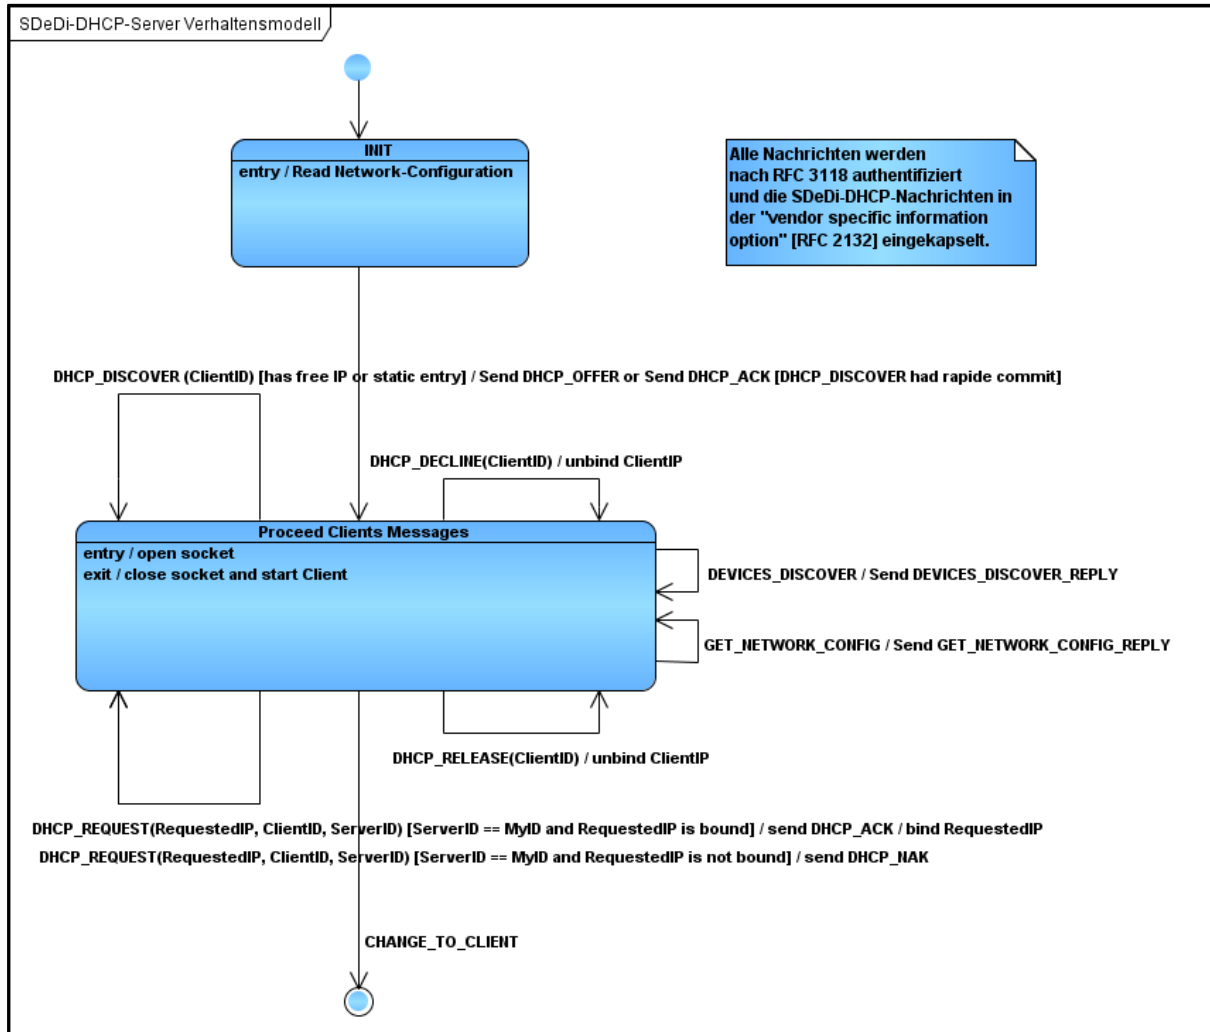 SDeDi-DHCP-Server Verhaltensmodell
INIT
entry / Read Network-Configuration
Alle Nachrichten werden
nach RFC 3118 authentifiziert
und die SDeDi-DHCP-Nachrichten in
der "vendor specific information
option" [RFC 2132] eingekapselt.
DHCP_DISCOVER (ClientID) [has free IP or static entry] / Send DHCP_OFFER or Send DHCP_ACK [DHCP_DISCOVER had rapide commit]
DHCP_DECLINE(ClientID) / unbind ClientIP
Proceed Clients Messages
entry / open socket
exit / close socket and start Client
DEVICES_DISCOVER / Send DEVICES_DISCOVER_REPLY
GET_NETWORK_CONFIG / Send GET_NETWORK_CONFIG_REPLY
DHCP_RELEASE(ClientID) / unbind ClientIP
DHCP_REQUEST(RequestedIP, ClientID, ServerID) [ServerID == MyID and RequestedIP is bound] / send DHCP_ACK / bind RequestedIP
DHCP_REQUEST(RequestedIP, ClientID, ServerID) [ServerID == MyID and RequestedIP is not bound] / send DHCP_NAK
CHANGE_TO_CLIENT